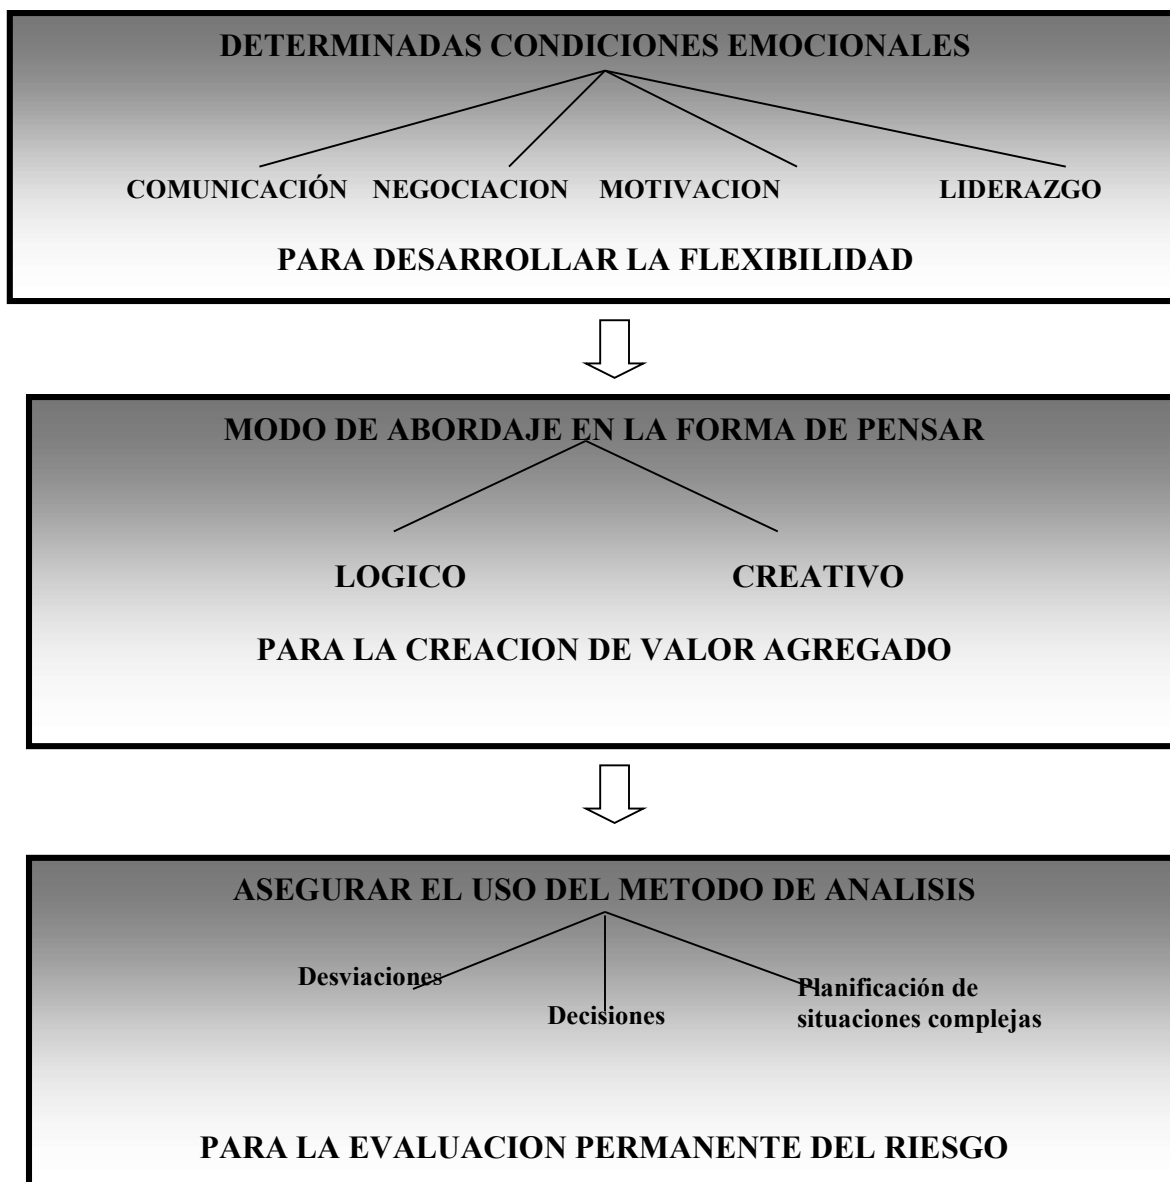 DETERMINADAS CONDICIONES EMOCIONALES
COMUNICACIÓN NEGOCIACION MOTIVACION LIDERAZGO
PARA DESARROLLAR LA FLEXIBILIDAD
MODO DE ABORDAJE EN LA FORMA DE PENSAR
LOGICO CREATIVO
PARA LA CREACION DE VALOR AGREGADO
ASEGURAR EL USO DEL METODO DE ANALISIS
Desviaciones
Decisiones
Planificación de
situaciones complejas
PARA LA EVALUACION PERMANENTE DEL RIESGO